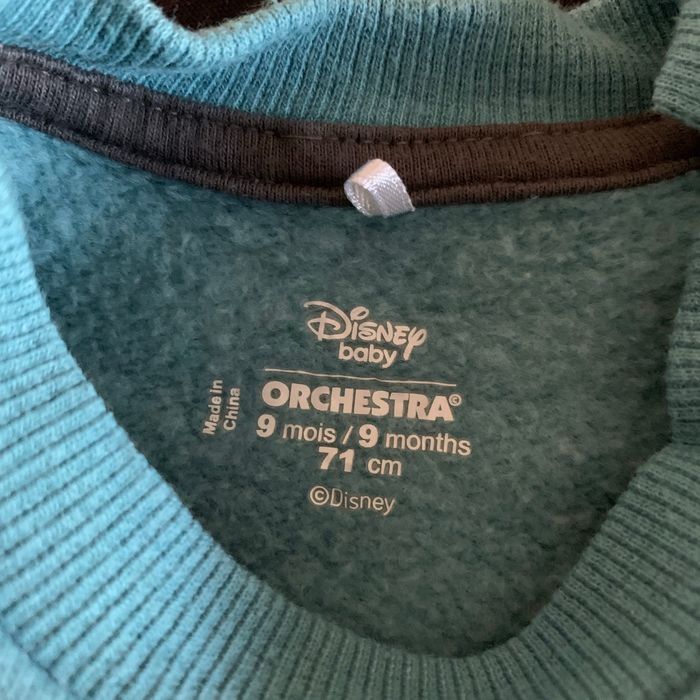 Disney
baby
ORCHESTRA©
9 mois / 9 months
71 cm
©Disney
Made in
China